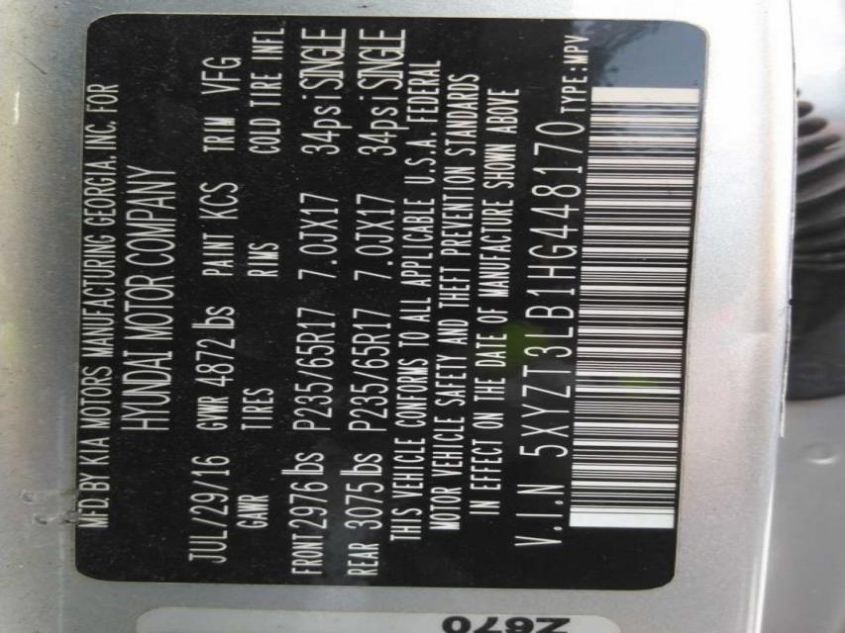 MFD. BY KIA MOTORS MANUFACTURING GEORGIA, INC. FOR
HYUNDAI MOTOR COMPANY
JUL/29/16 GVWR 4872 lbs PAINT KCS TRIM VFG
GAWR TIRES RIMS COLD TIRE INFL
FRONT 2976 lbs P235/65R17 7.0JX17 34psi SINGLE
REAR 3075 lbs P235/65R17 7.0JX17 34psi SINGLE
THIS VEHICLE CONFORMS TO ALL APPLICABLE U.S.A. FEDERAL
MOTOR VEHICLE SAFETY AND THEFT PREVENTION STANDARDS
IN EFFECT ON THE DATE OF MANUFACTURE SHOWN ABOVE
V.I.N 5XYZT3LB1HG448170 TYPE:MPV
Z670